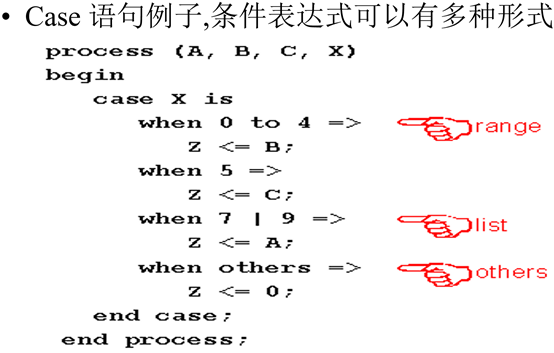 • Case 语句例子,条件表达式可以有多种形式
process (A, B, C, X)
begin
case X is
when 0 to 4 => range
Z <= B;
when 5 =>
Z <= C;
when 7 | 9 => list
Z <= A;
when others => others
Z <= 0;
end case;
end process;